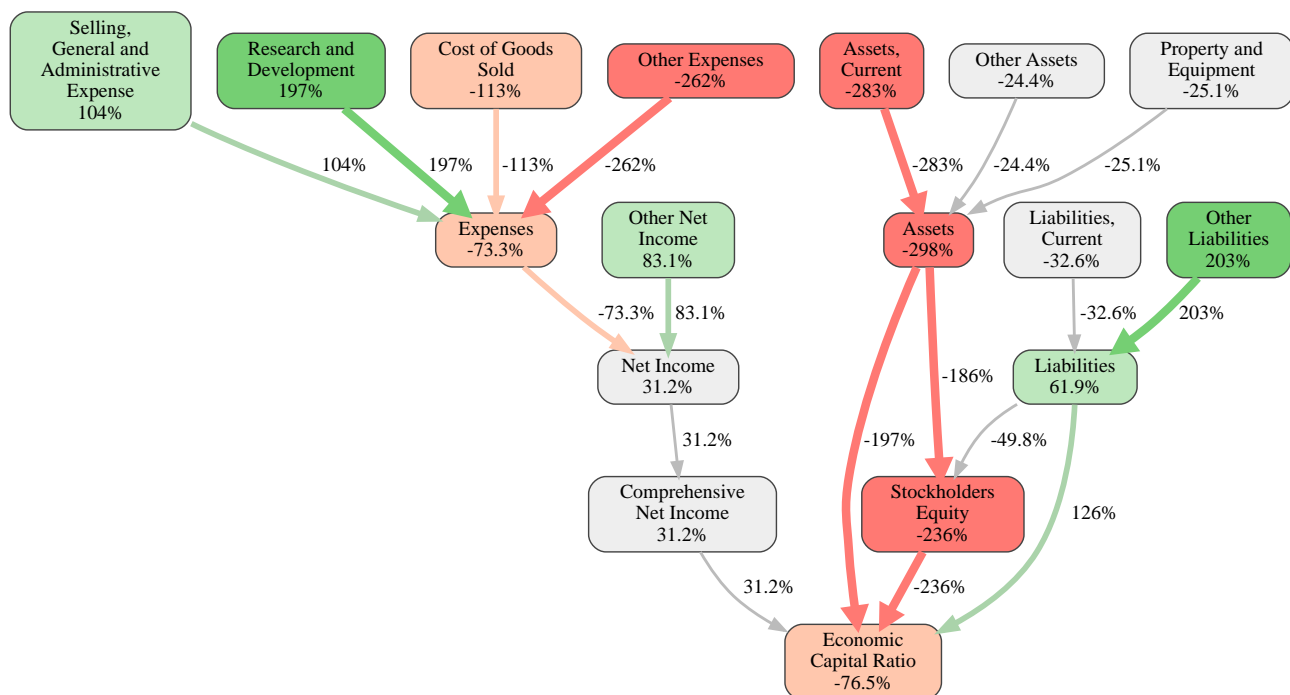 Selling,
General and
Administrative
Expense
104%
Research and
Development
197%
Cost of Goods
Sold
-113%
Other Expenses
-262%
Assets,
Current
-283%
Other Assets
-24.4%
Property and
Equipment
-25.1%
104%
197%
-113%
-262%
-283%
-24.4%
-25.1%
Expenses
-73.3%
Other Net
Income
83.1%
Assets
-298%
Liabilities,
Current
-32.6%
Other
Liabilities
203%
-73.3%
83.1%
-32.6%
203%
Net Income
31.2%
-186%
Liabilities
61.9%
31.2%
-197%
-49.8%
Comprehensive
Net Income
31.2%
Stockholders
Equity
-236%
126%
31.2%
-236%
Economic
Capital Ratio
-76.5%